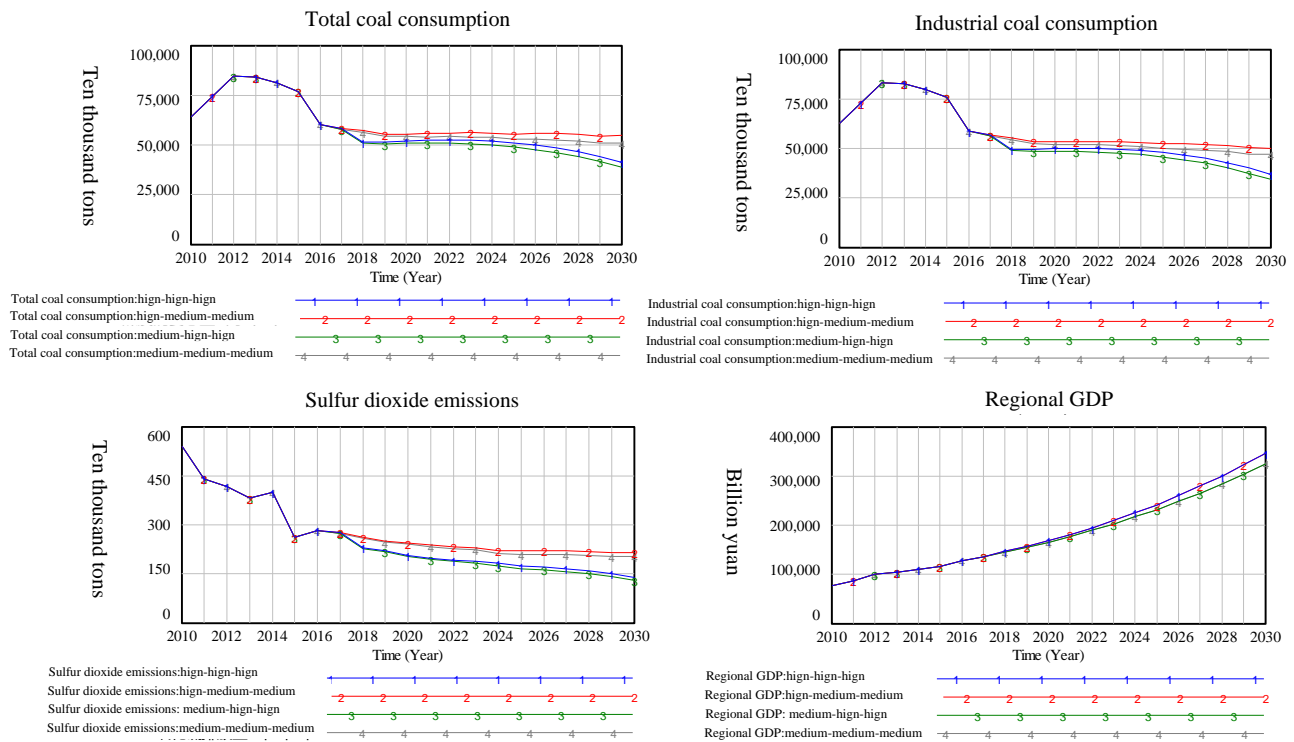 Total coal consumption
Ten thousand tons
100,000
75,000
50,000
25,000
0
2010 2012 2014 2016 2018 2020 2022 2024 2026 2028 2030
Time (Year)
Total coal consumption:hign-hign-hign
Total coal consumption:hign-medium-medium
Total coal consumption:medium-hign-hign
Total coal consumption:medium-medium-medium
Industrial coal consumption
Ten thousand tons
100,000
75,000
50,000
25,000
0
2010 2012 2014 2016 2018 2020 2022 2024 2026 2028 2030
Time (Year)
Industrial coal consumption:hign-hign-hign
Industrial coal consumption:hign-medium-medium
Industrial coal consumption:medium-hign-hign
Industrial coal consumption:medium-medium-medium
Sulfur dioxide emissions
Ten thousand tons
600
450
300
150
0
2010 2012 2014 2016 2018 2020 2022 2024 2026 2028 2030
Time (Year)
Sulfur dioxide emissions:hign-hign-hign
Sulfur dioxide emissions:hign-medium-medium
Sulfur dioxide emissions: medium-hign-hign
Sulfur dioxide emissions:medium-medium-medium
Regional GDP
Billion yuan
400,000
300,000
200,000
100,000
0
2010 2012 2014 2016 2018 2020 2022 2024 2026 2028 2030
Time (Year)
Regional GDP:hign-hign-hign
Regional GDP:hign-medium-medium
Regional GDP: medium-hign-hign
Regional GDP:medium-medium-medium